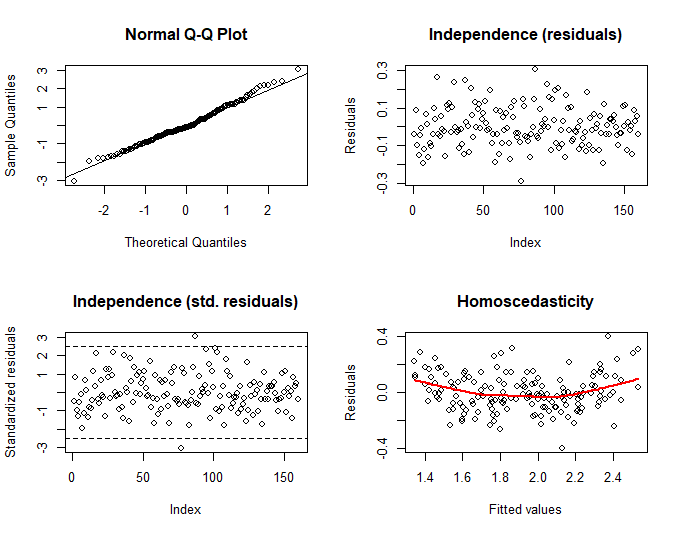 Normal Q-Q Plot
Sample Quantiles
3
1
-1
-3
-2
-1
0
1
2
Theoretical Quantiles
Independence (residuals)
Residuals
0.3
0.0
-0.3
0
50
100
150
Index
Independence (std. residuals)
Standardized residuals
3
2
1
-1
-3
0
50
100
150
Index
Homoscedasticity
Residuals
0.4
0.0
-0.4
1.4
1.6
1.8
2.0
2.2
2.4
Fitted values